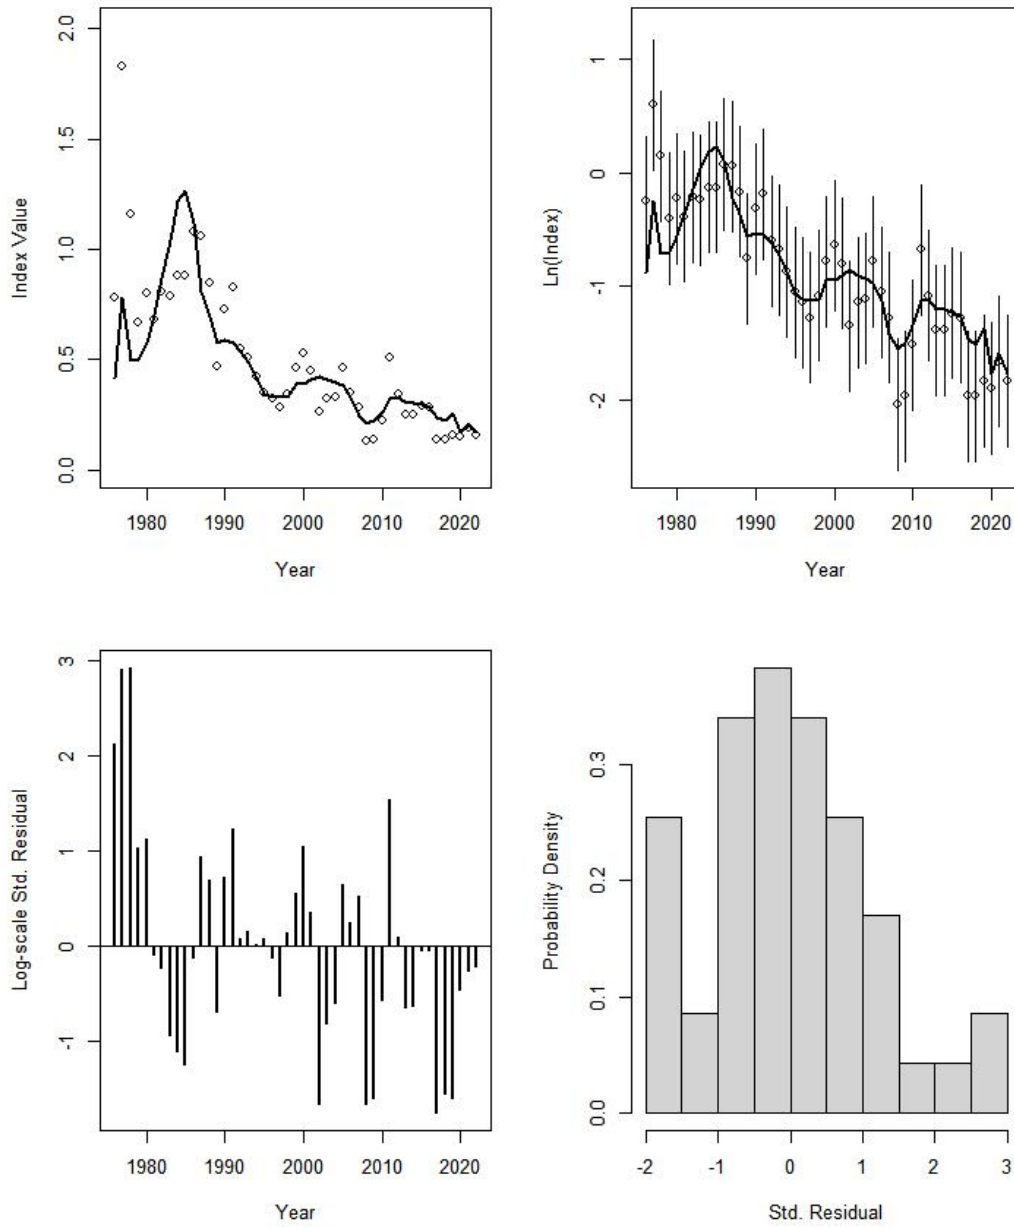 2.0
1.5
1.0
0.5
0.0
Index Value
1980 1990 2000 2010 2020
Year
1
0
-1
-2
Ln(Index)
1980 1990 2000 2010 2020
Year
3
2
1
0
-1
Log-scale Std. Residual
1980 1990 2000 2010 2020
Year
0.3
0.2
0.1
0.0
Probability Density
-2 -1 0 1 2 3
Std. Residual